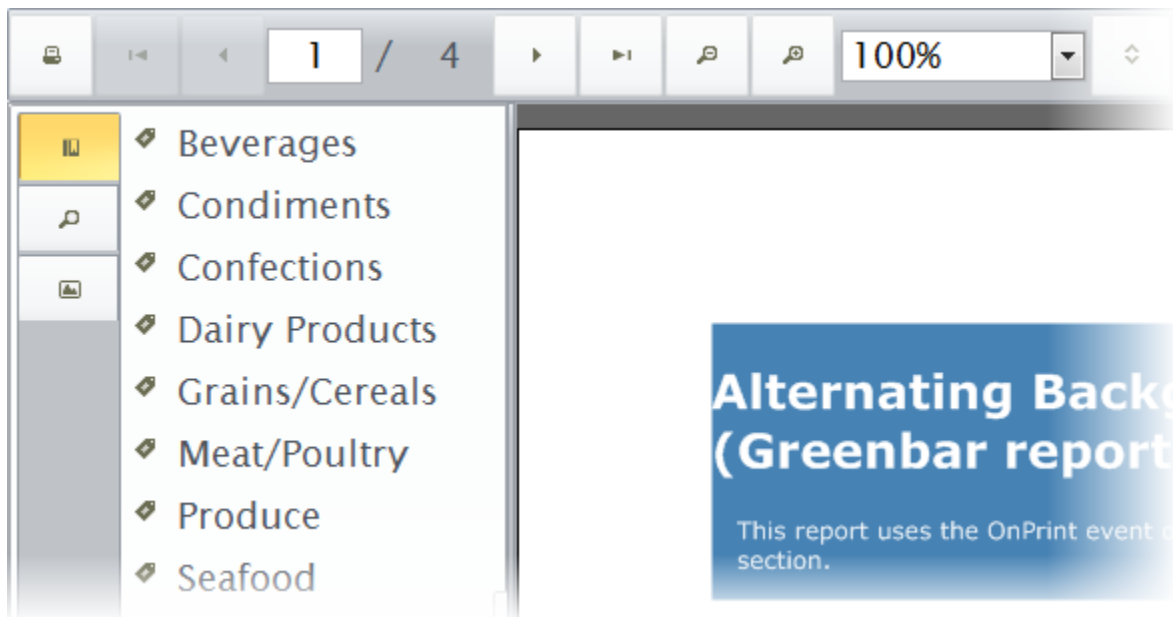 1 / 4 100%
Beverages
Condiments
Confections
Dairy Products
Grains/Cereals
Meat/Poultry
Produce
Seafood
Alternating
(Greenbar report
This report uses the OnPrint event
section.